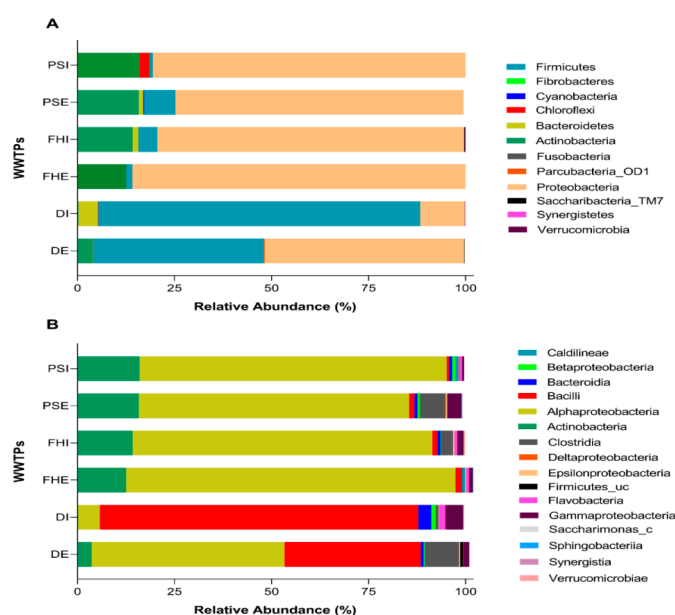 A
PSI
PSE
FHI
FHE
DI
DE
WWTPs
0
25
50
75
100
Relative Abundance (%)
Firmicutes
Fibrobacteres
Cyanobacteria
Chloroflexi
Bacteroidetes
Actinobacteria
Fusobacteria
Parcubacteria_OD1
Proteobacteria
Saccharibacteria_TM7
Synergistetes
Verrucomicrobia
B
PSI
PSE
FHI
FHE
DI
DE
WWTPs
0
25
50
75
100
Relative Abundance (%)
Caldilineae
Betaproteobacteria
Bacteroidia
Bacilli
Alphaproteobacteria
Actinobacteria
Clostridia
Deltaproteobacteria
Epsilonproteobacteria
Firmicutes_uc
Flavobacteria
Gammaproteobacteria
Saccharimonas_c
Sphingobacteriia
Synergistia
Verrucomicrobiae